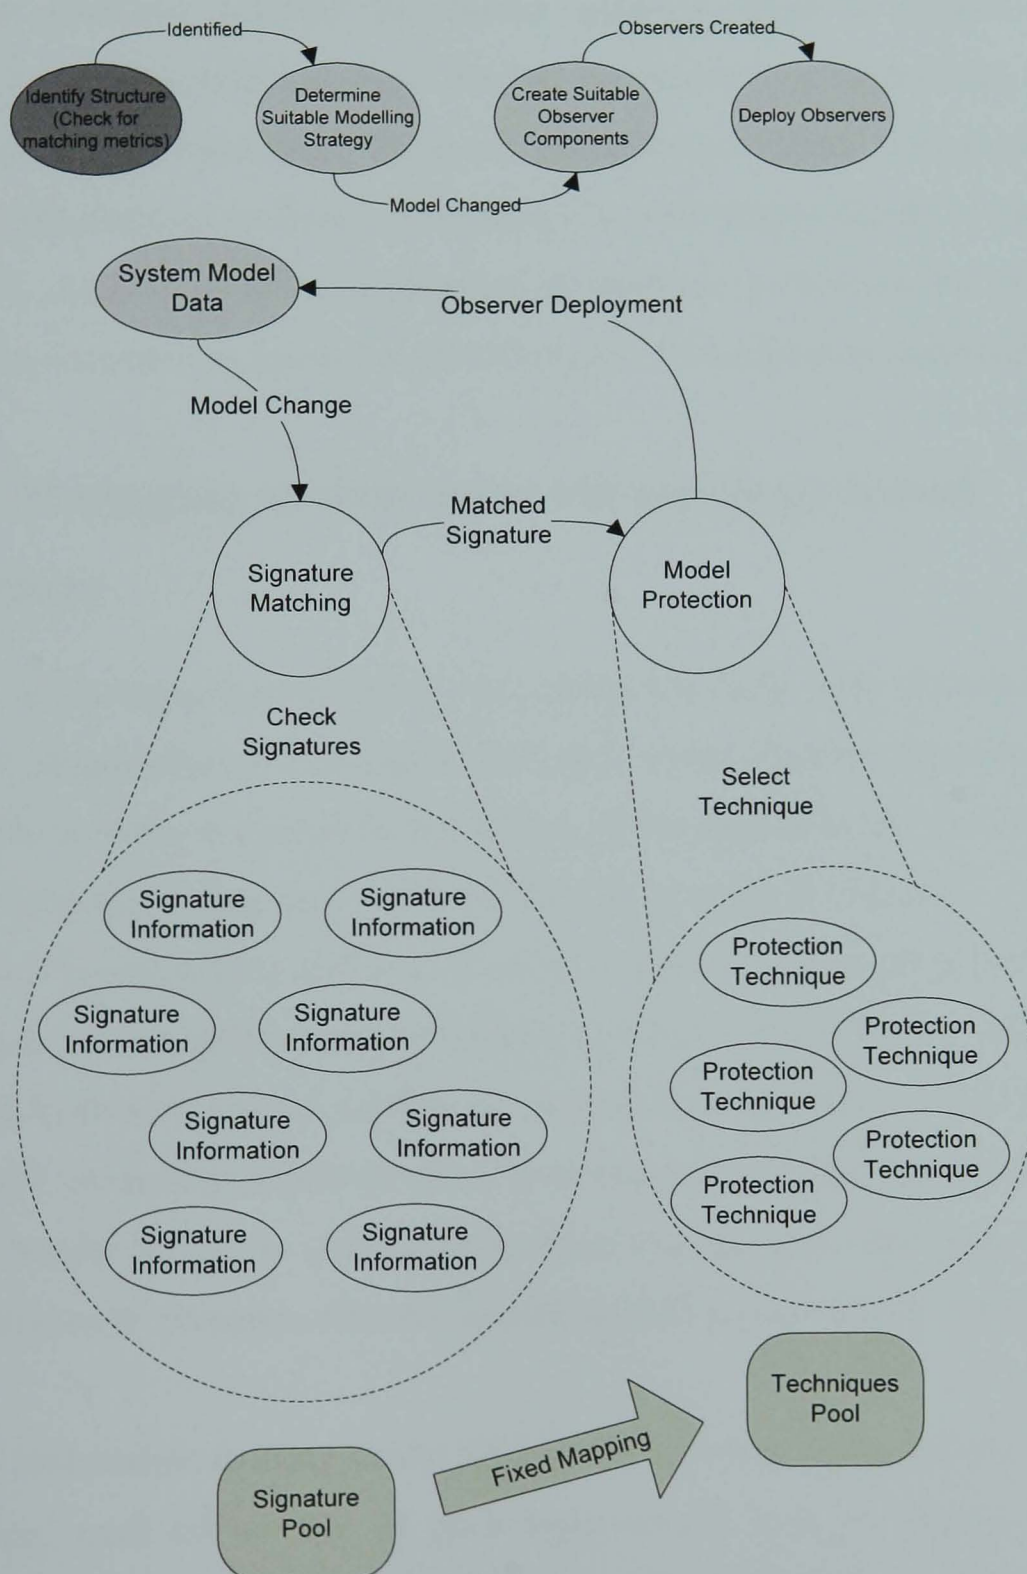 Identified
Observers Created
Identify Structure
(Check for
matching metrics)
Determine
Suitable Modelling
Strategy
Create Suitable
Observer
Components
Deploy Observers
Model Changed
System Model
Data
Observer Deployment
Model Change
Matched
Signature
Signature
Matching
Model
Protection
Check
Signatures
Select
Technique
Signature
Information
Signature
Information
Signature
Information
Signature
Information
Signature
Information
Signature
Information
Signature
Information
Signature
Information
Protection
Technique
Protection
Technique
Protection
Technique
Protection
Technique
Protection
Technique
Techniques
Pool
Fixed Mapping
Signature
Pool